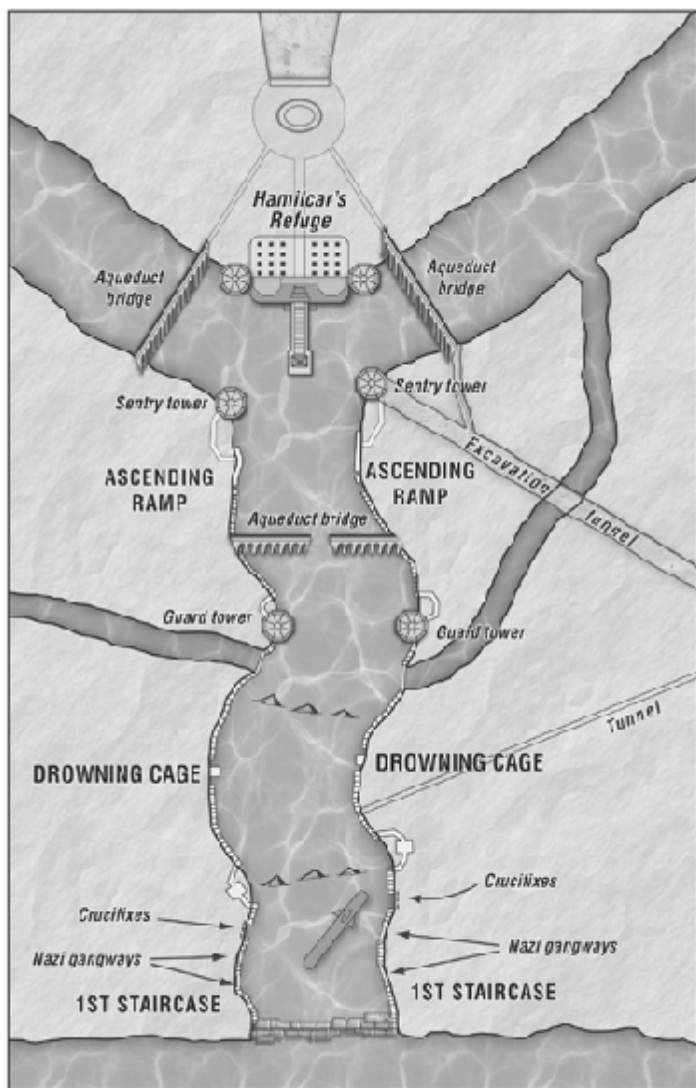 Hamilcar's
Refuge
Aqueduct
bridge
Aqueduct
bridge
Sentry tower
Sentry tower
ASCENDING
RAMP
ASCENDING
RAMP
Excavation
tunnel
Aqueduct bridge
Guard tower
Guard tower
Tunnel
DROWNING CAGE
DROWNING CAGE
Crucifixes
Crucifixes
Nazi gangways
Nazi gangways
1ST STAIRCASE
1ST STAIRCASE